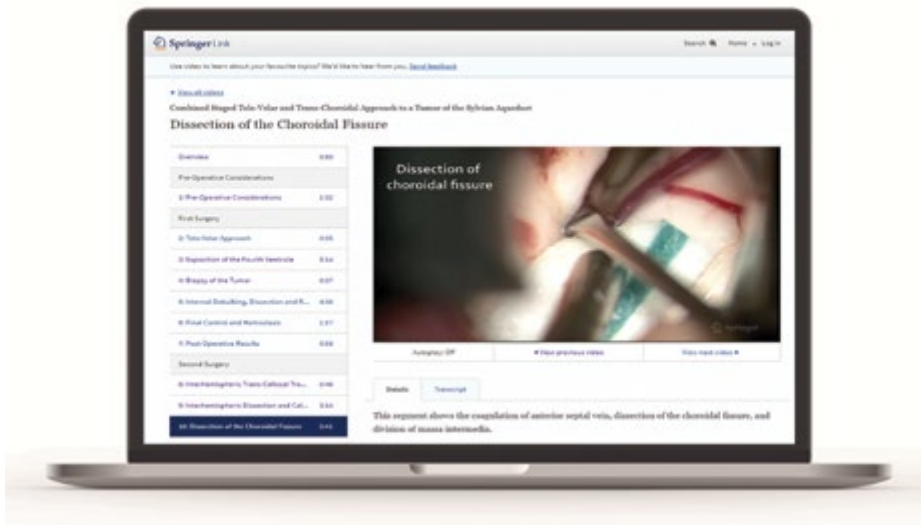 Springer Link
Search Home Log in
Use video to learn about your favourite topics? We'd like to hear from you. Send feedback
View all videos
Combined Staged Telo-Velar and Trans-Choroidal Approach to a Tumor of the Sylvian Aqueduct
Dissection of the Choroidal Fissure
Overview
Pre-Operative Considerations
1: Pre-Operative Considerations
First Surgery
2: Telo-Velar Approach
3: Exposition of the Fourth Ventricle
4: Biopsy of the Tumor
5: Internal Debulking, Dissection and R...
6: Final Control and Hemostasis
7: Post-Operative Results
Second Surgery
8: Interhemispheric Trans-Callosal Tra...
9: Interhemispheric Dissection and Cal...
10: Dissection of the Choroidal Fissure
Dissection of
choroidal fissure
Springer
Autoplay: Off
View previous video
View next video
Details
Transcript
This segment shows the coagulation of anterior septal vein, dissection of the choroidal fissure, and
division of massa intermedia.